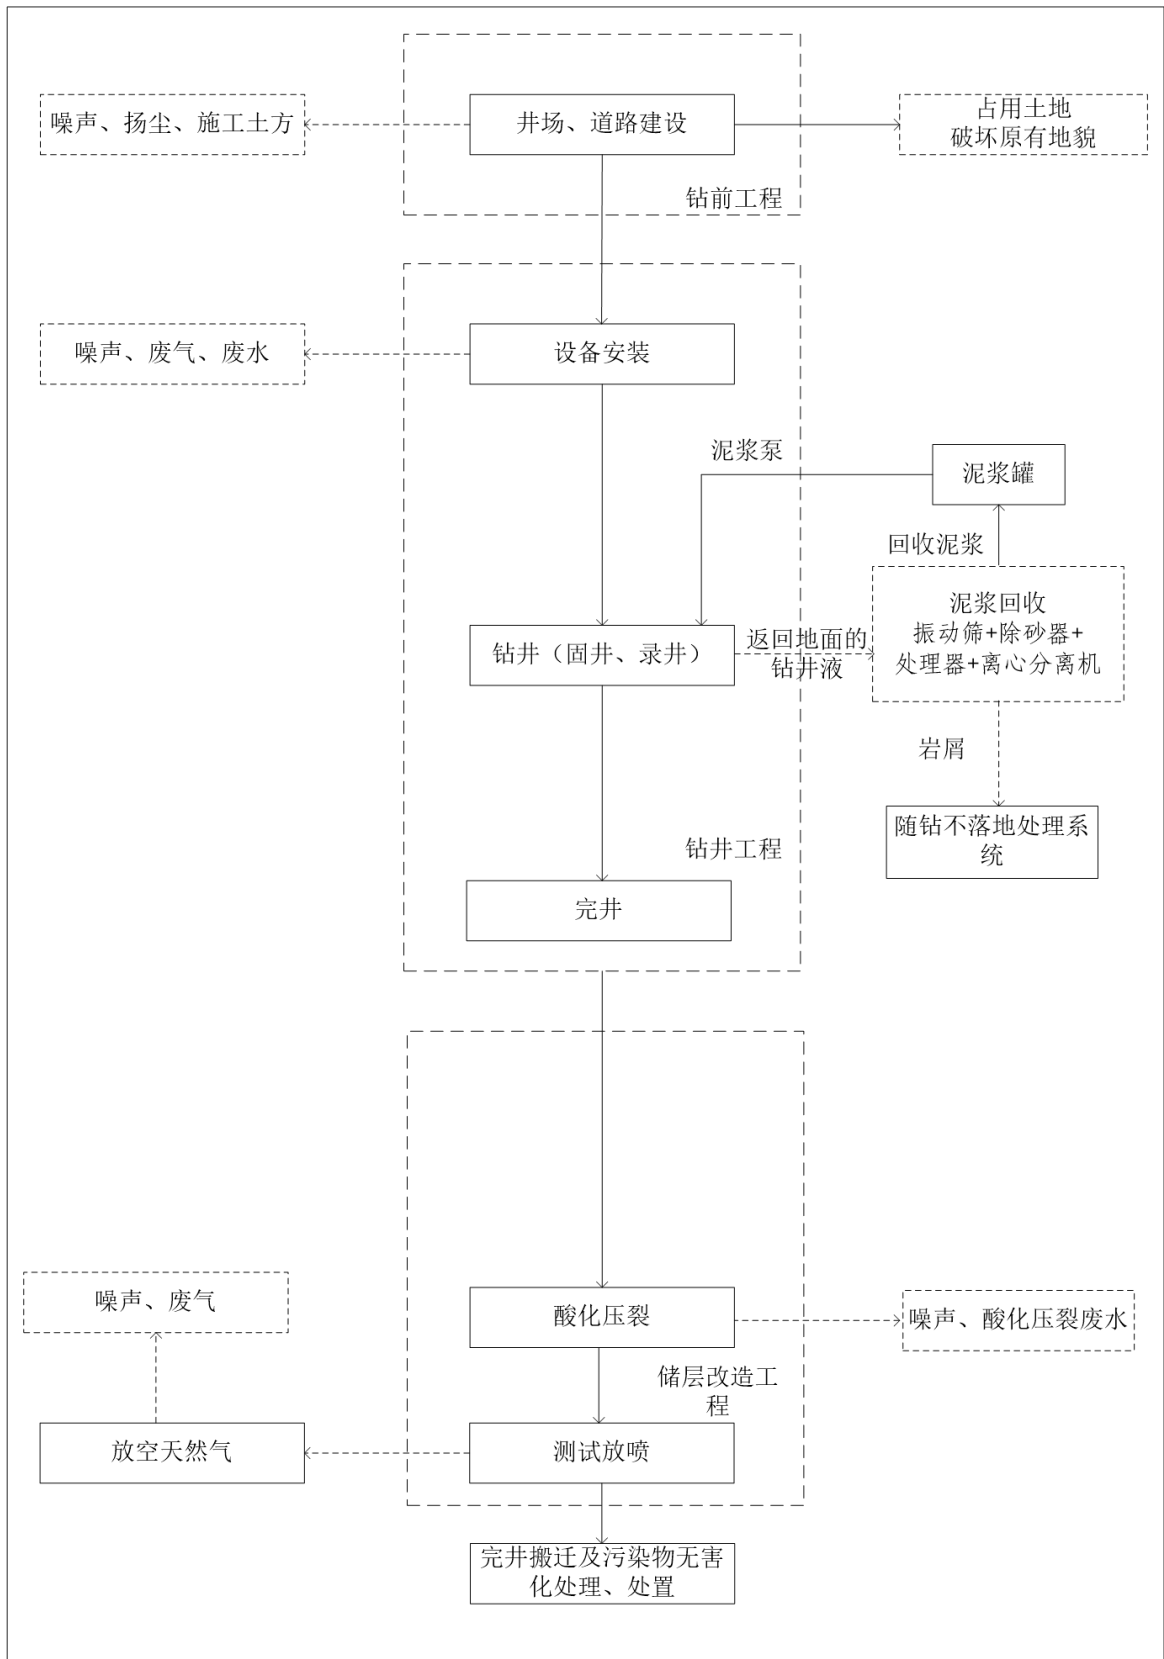 噪声、扬尘、施工土方
井场、道路建设
占用土地
破坏原有地貌
钻前工程
噪声、废气、废水
设备安装
泥浆泵
泥浆罐
回收泥浆
泥浆回收
振动筛+除砂器+
处理器+离心分离机
钻井（固井、录井）
返回地面的
钻井液
岩屑
随钻不落地处理系
统
钻井工程
完井
噪声、废气
酸化压裂
噪声、酸化压裂废水
储层改造工
程
放空天然气
测试放喷
完井搬迁及污染物无害
化处理、处置